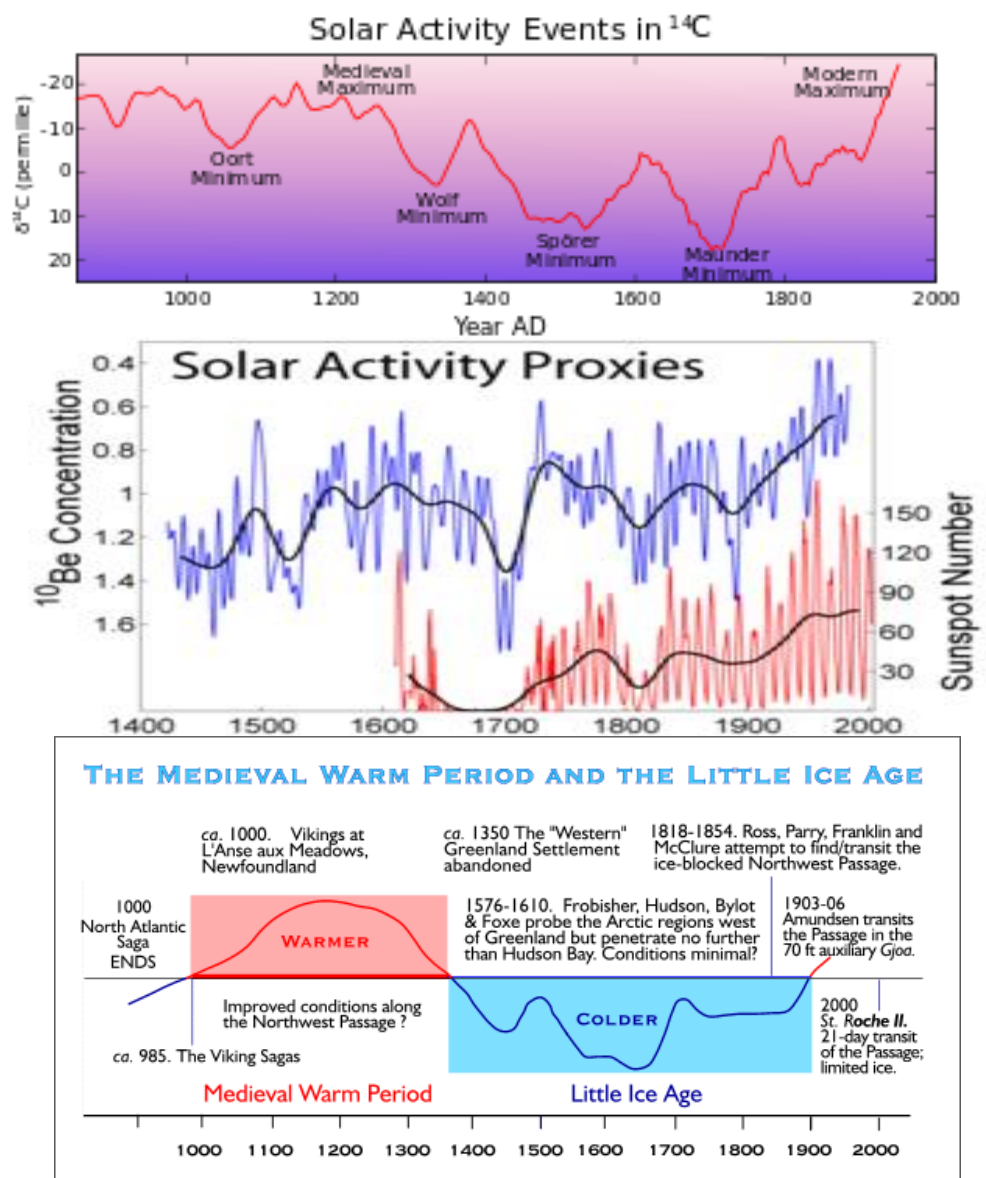 Solar Activity Events in ¹⁴C
δ¹⁴C (permille)
-20
-10
0
10
20
Medieval
Maximum
Modern
Maximum
Oort
Minimum
Wolf
Minimum
Spörer
Minimum
Maunder
Minimum
1000 1200 1400 1600 1800 2000
Year AD
Solar Activity Proxies
¹⁰Be Concentration
0.4
0.6
0.8
1
1.2
1.4
1.6
150
120
90
60
30
Sunspot Number
1400 1500 1600 1700 1800 1900 2000
The Medieval Warm Period and the Little Ice Age
ca. 1000. Vikings at
L'Anse aux Meadows,
Newfoundland
ca. 1350 The "Western"
Greenland Settlement
abandoned
1818-1854. Ross, Parry, Franklin and
McClure attempt to find/transit the
ice-blocked Northwest Passage.
1000
North Atlantic
Saga
ENDS
Warmer
1576-1610. Frobisher, Hudson, Bylot
& Foxe probe the Arctic regions west
of Greenland but penetrate no further
than Hudson Bay. Conditions minimal?
1903-06
Amundsen transits
the Passage in the
70 ft auxiliary Gjoa.
Improved conditions along
the Northwest Passage ?
Colder
2000
St. Roche II.
21-day transit
of the Passage;
limited ice.
ca. 985. The Viking Sagas
Medieval Warm Period
Little Ice Age
1000 1100 1200 1300 1400 1500 1600 1700 1800 1900 2000